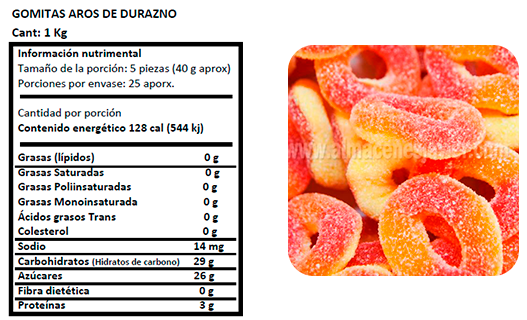 GOMITAS AROS DE DURAZNO
Cant: 1 Kg
Información nutrimental
Tamaño de la porción: 5 piezas (40 g aprox)
Porciones por envase: 25 aporx.
Cantidad por porción
Contenido energético 128 cal (544 kj)
Grasas (lípidos) 0 g
Grasas Saturadas 0 g
Grasas Poliinsaturadas 0 g
Grasas Monoinsaturada 0 g
Ácidos grasos Trans 0 g
Colesterol 0 g
Sodio 14 mg
Carbohidratos (Hidratos de carbono) 29 g
Azúcares 26 g
Fibra dietética 0 g
Proteínas 3 g